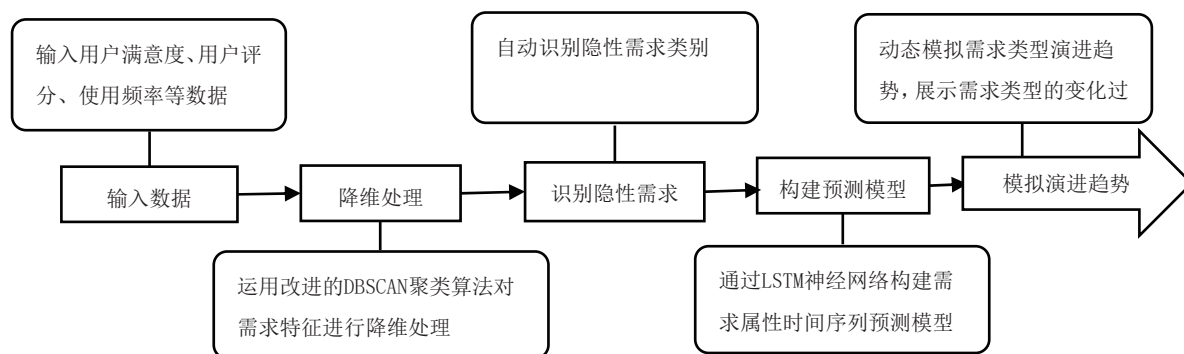 输入用户满意度、用户评
分、使用频率等数据
自动识别隐性需求类别
动态模拟需求类型演进趋
势，展示需求类型的变化过
输入数据
降维处理
识别隐性需求
构建预测模型
模拟演进趋势
运用改进的DBSCAN聚类算法对
需求特征进行降维处理
通过LSTM神经网络构建需
求属性时间序列预测模型